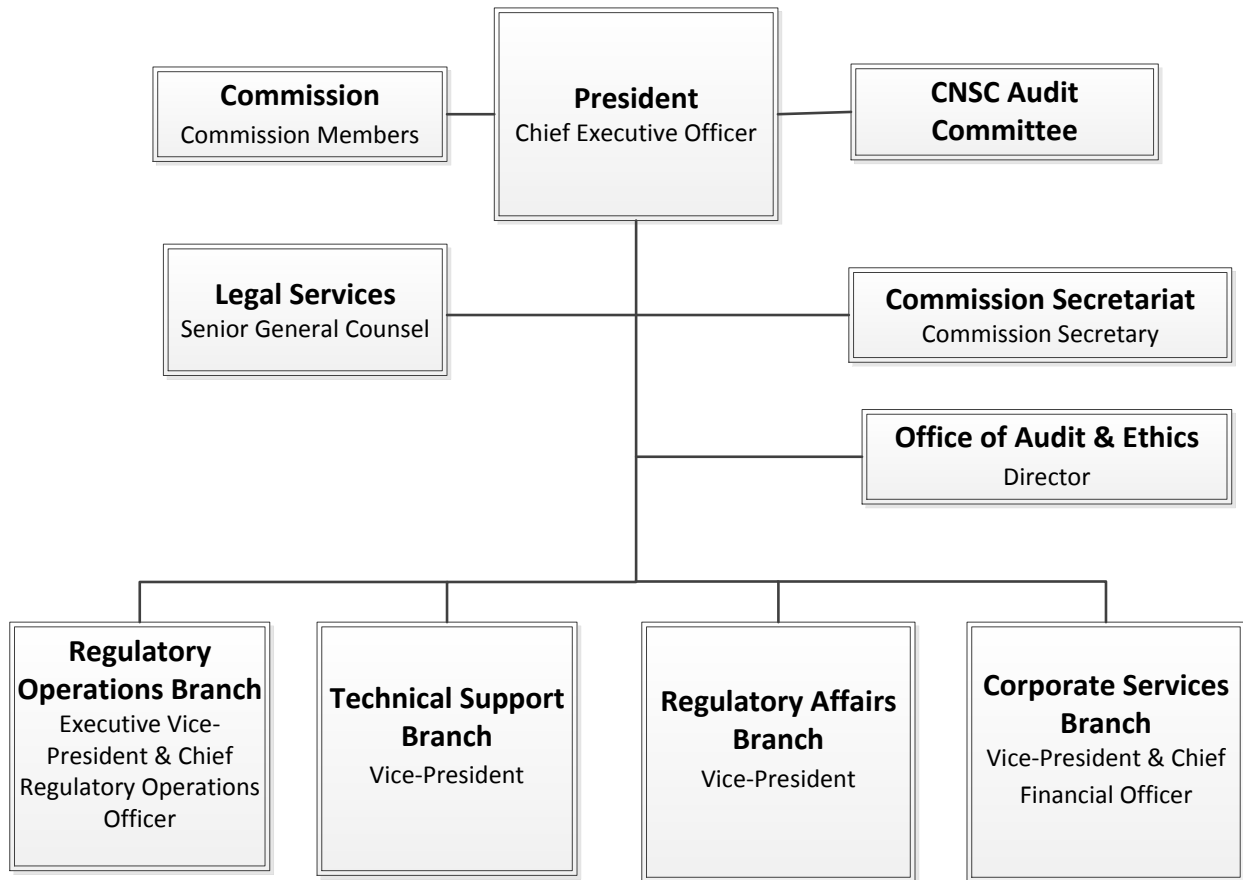 Commission
Commission Members
President
Chief Executive Officer
CNSC Audit
Committee
Legal Services
Senior General Counsel
Commission Secretariat
Commission Secretary
Office of Audit & Ethics
Director
Regulatory
Operations Branch
Executive Vice-
President & Chief
Regulatory Operations
Officer
Technical Support
Branch
Vice-President
Regulatory Affairs
Branch
Vice-President
Corporate Services
Branch
Vice-President & Chief
Financial Officer